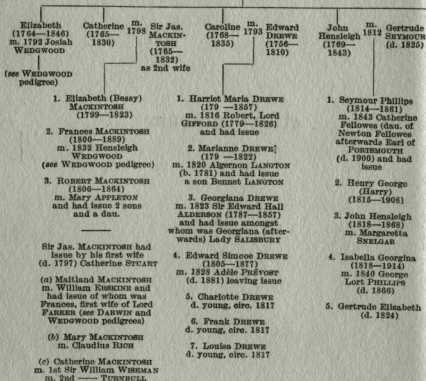 Elizabeth
(1764—1846)
m. 1792 Josiah
WEDGWOOD
(see WEDGWOOD
pedigree)
Catherine
(1765—
1830)
m.
1798
Sir Jas.
MACKIN-
TOSH
(1765—
1832)
as 2nd wife
1. Elizabeth (Bessy)
MACKINTOSH
(1799—1823)
2. Frances MACKINTOSH
(1800—1889)
m. 1832 Hensleigh
WEDGWOOD
(see WEDGWOOD pedigree)
3. ROBERT MACKINTOSH
(1806—1864)
m. Mary APPLETON
and had issue 2 sons
and a dau.
Sir Jas. MACKINTOSH had
issue by his first wife
(d. 1797) Catherine STUART
(a) Maitland MACKINTOSH
m. William ERSKINE and
had issue of whom was
Frances, first wife of Lord
FARRER (see DARWIN and
WEDGWOOD pedigrees)
(b) Mary MACKINTOSH
m. Claudius RICH
(c) Catherine MACKINTOSH
m. 1st Sir William WISEMAN
m. 2nd —— TURNBULL
Caroline
(1768—
1835)
m.
1793
Edward
DREWE
(1756—
1810)
1. Harriet Maria DREWE
(179 —1857)
m. 1816 Robert, Lord
GIFFORD (1779—1826)
and had issue
2. Marianne DREWE
(179 —1822)
m. 1820 Algernon LANGTON
(b. 1781) and had issue
a son Bennet LANGTON
3. Georgiana DREWE
m. 1823 Sir Edward Hall
ALDERSON (1787—1857)
and had issue amongst
whom was Georgiana (after-
wards) Lady SALISBURY
4. Edward Simcoe DREWE
(1805—1877)
m. 1828 Adèle PRÉVOST
(d. 1881) leaving issue
5. Charlotte DREWE
d. young, circ. 1817
6. Frank DREWE
d. young, circ. 1817
7. Louisa DREWE
d. young, circ. 1817
John
Hensleigh
(1769—
1843)
m.
1812
Gertrude
SEYMOUR
(d. 1825)
1. Seymour Phillips
(1814—1861)
m. 1843 Catherine
Fellowes (dau. of
Newton Fellowes
afterwards Earl of
PORTSMOUTH
(d. 1900) and had
issue
2. Henry George
(Harry)
(1815—1908)
3. John Hensleigh
(1818—1868)
m. Margaretta
SNELGAR
4. Isabella Georgina
(1818—1914)
m. 1840 George
Lort PHILLIPS
(d. 1866)
5. Gertrude Elizabeth
(d. 1824)